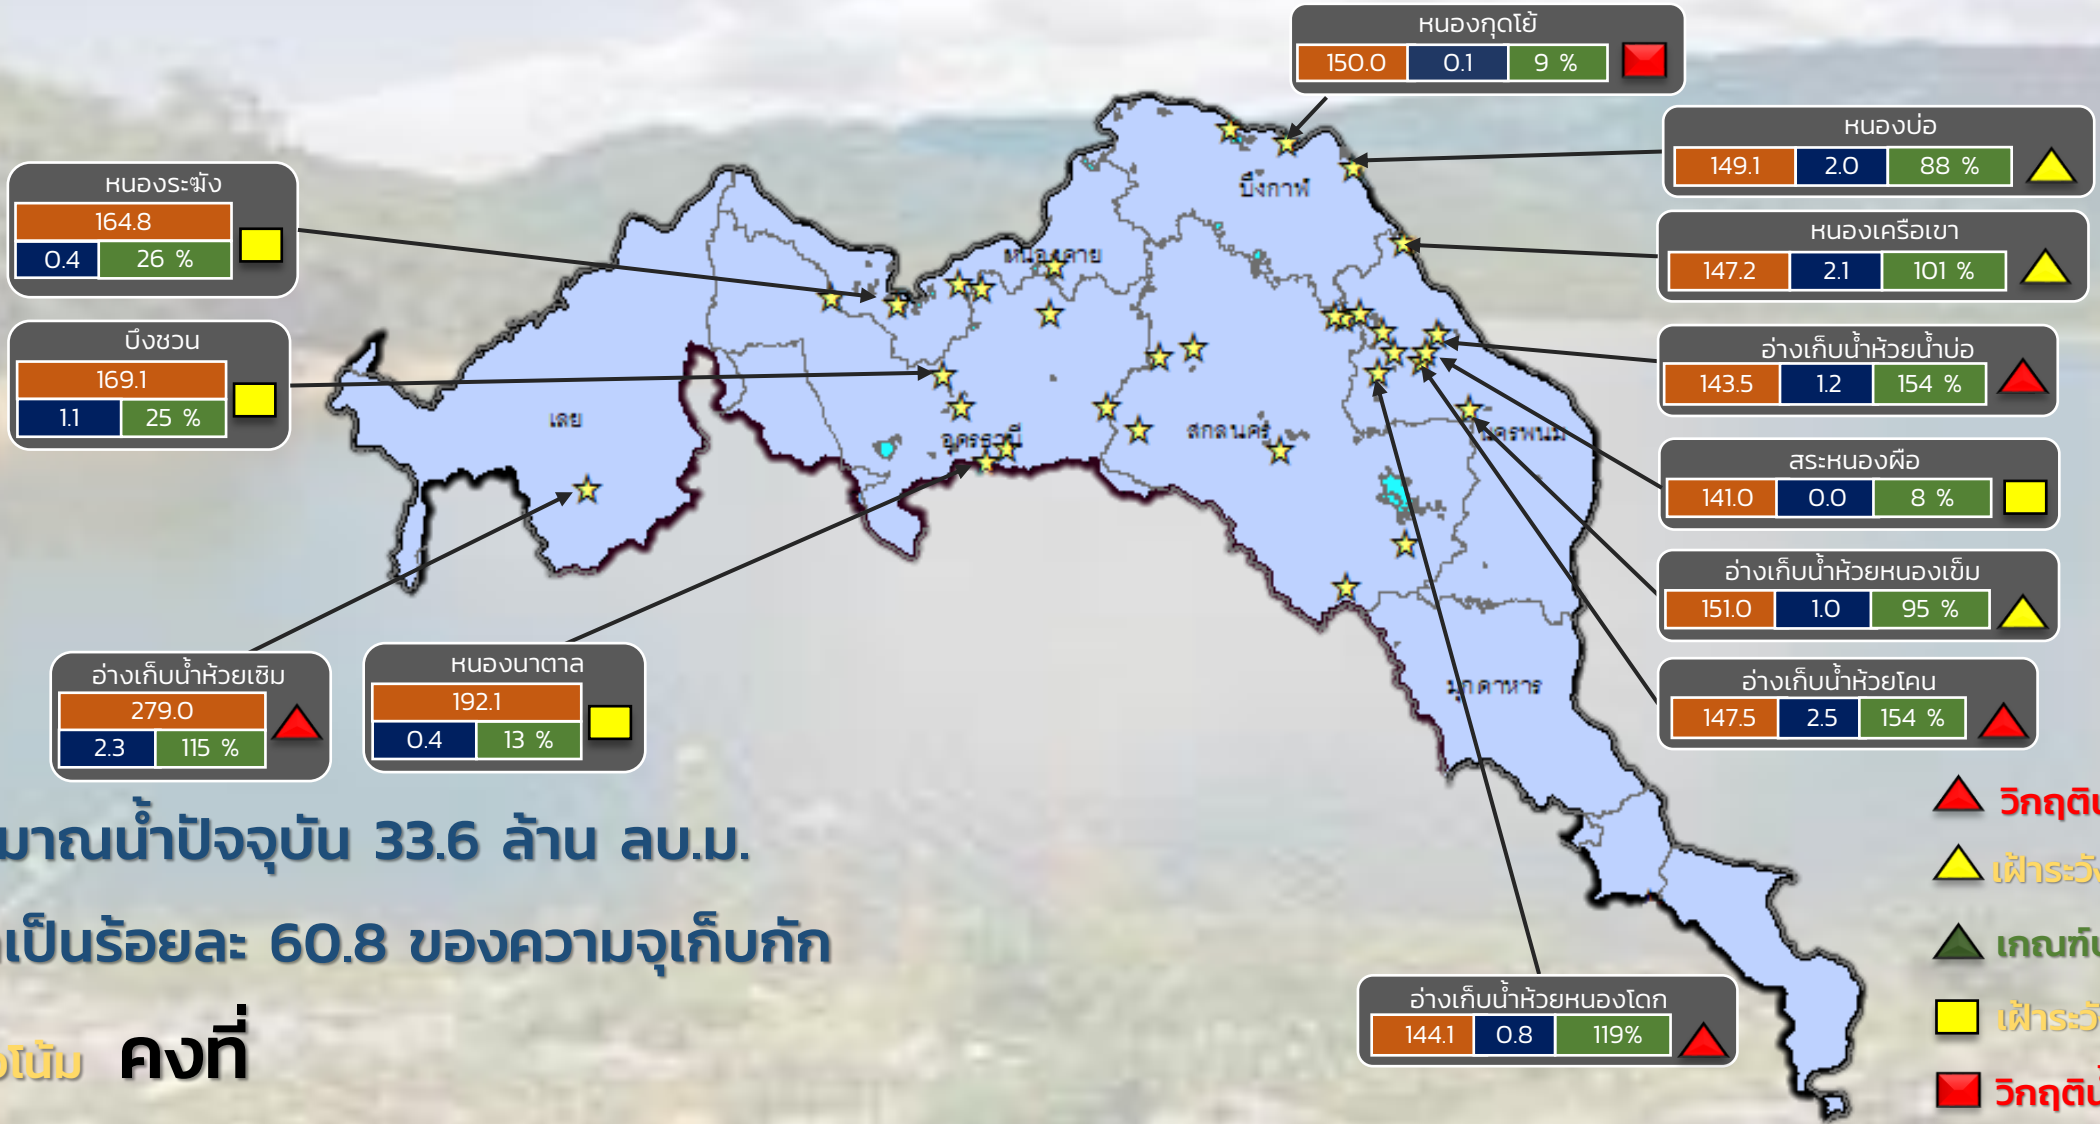 หนองกุดโย้
150.0 0.1 9 %
หนองบ่อ
149.1 2.0 88 %
หนองระฆัง
164.8
0.4 26 %
หนองเครือเขา
147.2 2.1 101 %
บึงชวน
169.1
1.1 25 %
อ่างเก็บน้ำห้วยน้ำบ่อ
143.5 1.2 154 %
สระหนองผือ
141.0 0.0 8 %
อ่างเก็บน้ำห้วยหนองเข็ม
151.0 1.0 95 %
อ่างเก็บน้ำห้วยโคน
147.5 2.5 154 %
อ่างเก็บน้ำห้วยเซิม
279.0
2.3 115 %
หนองนาตาล
192.1
0.4 13 %
อ่างเก็บน้ำห้วยหนองโดก
144.1 0.8 119%
บึงกาฬ
หนองคาย
เลย
อุดรธานี
สกลนคร
นครพนม
มุกดาหาร
มาณน้ำปัจจุบัน 33.6 ล้าน ลบ.ม.
เป็นร้อยละ 60.8 ของความจุเก็บกัก
โน้ม คงที่
วิกฤติ
เฝ้าระวัง
เกณฑ์
เฝ้าระวัง
วิกฤติ